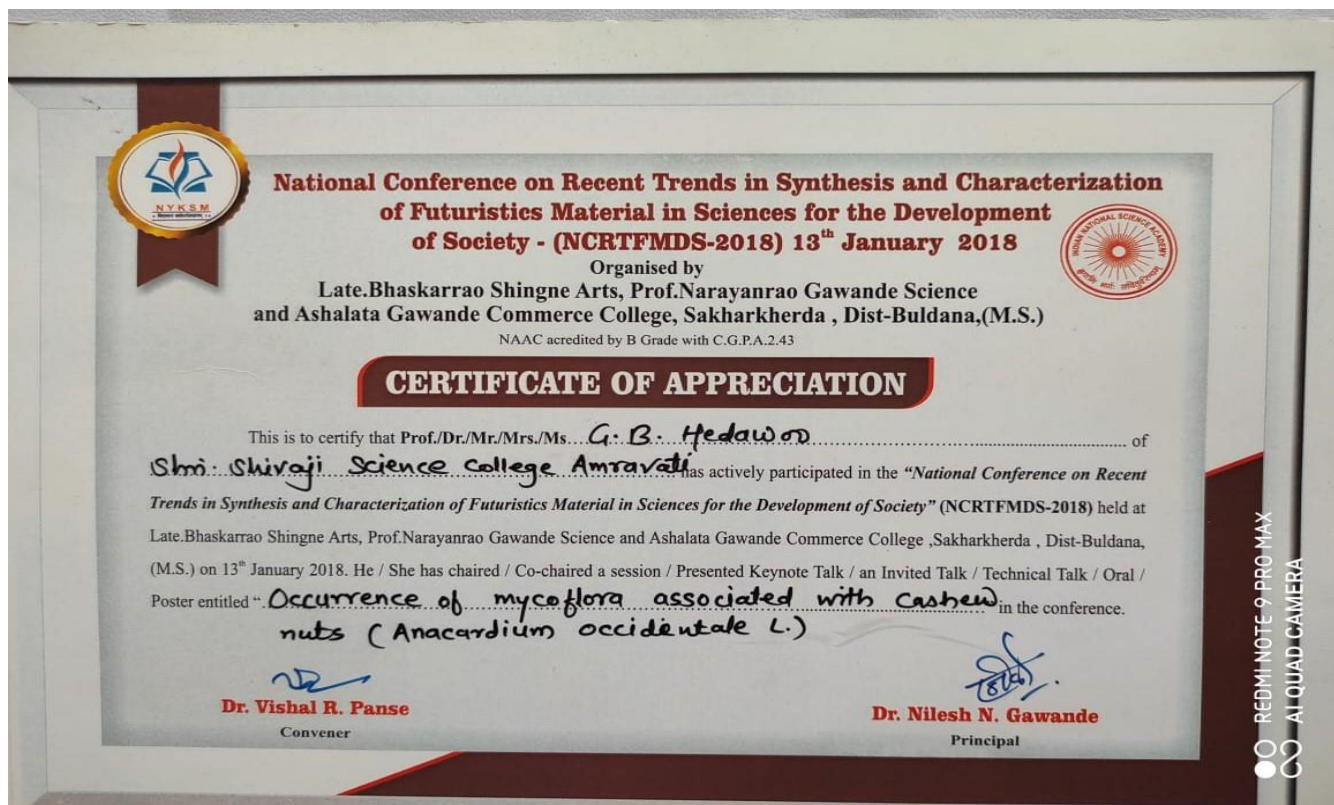 NYKSM
National Conference on Recent Trends in Synthesis and Characterization
of Futuristics Material in Sciences for the Development
of Society - (NCRTFMDS-2018) 13th January 2018
INDIAN NATIONAL SCIENCE ACADEMY
Organised by
Late.Bhaskarrao Shingne Arts, Prof.Narayanrao Gawande Science
and Ashalata Gawande Commerce College, Sakharkherda , Dist-Buldana,(M.S.)
NAAC acredited by B Grade with C.G.P.A.2.43
CERTIFICATE OF APPRECIATION
This is to certify that Prof./Dr./Mr./Mrs./Ms. G. B. Hedawoo of
Shri. Shivaji Science College Amravati has actively participated in the "National Conference on Recent
Trends in Synthesis and Characterization of Futuristics Material in Sciences for the Development of Society" (NCRTFMDS-2018) held at
Late.Bhaskarrao Shingne Arts, Prof.Narayanrao Gawande Science and Ashalata Gawande Commerce College ,Sakharkherda , Dist-Buldana,
(M.S.) on 13th January 2018. He / She has chaired / Co-chaired a session / Presented Keynote Talk / an Invited Talk / Technical Talk / Oral /
Poster entitled " Occurrence of mycoflora associated with Cashew in the conference.
nuts (Anacardium occidentale L.)
Dr. Vishal R. Panse
Convener
Dr. Nilesh N. Gawande
Principal
REDMI NOTE 9 PRO MAX
AI QUAD CAMERA